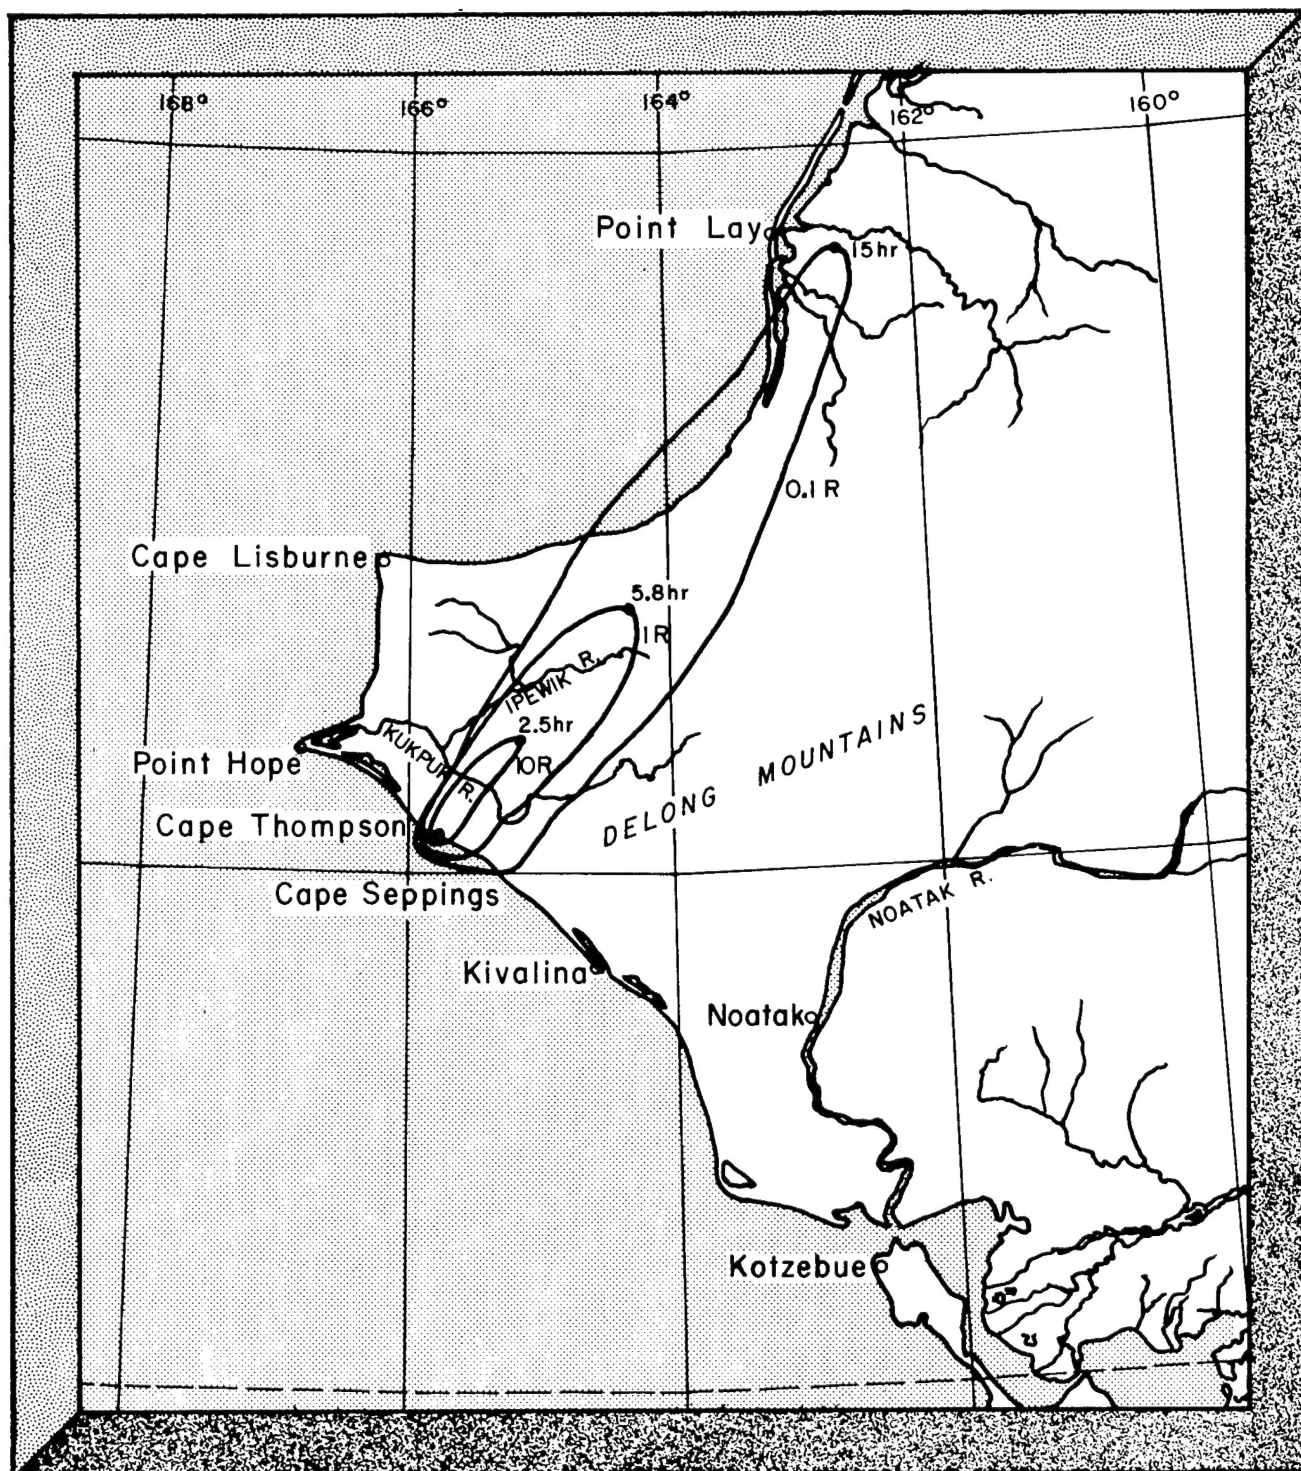 168°
166°
164°
162°
160°
Point Lay
15hr
0.1 R
Cape Lisburne
5.8hr
1R
IPEWIK R.
2.5hr
KUKPUK R.
10R
Point Hope
DELONG MOUNTAINS
Cape Thompson
Cape Seppings
NOATAK R.
Kivalina
Noatak
Kotzebue